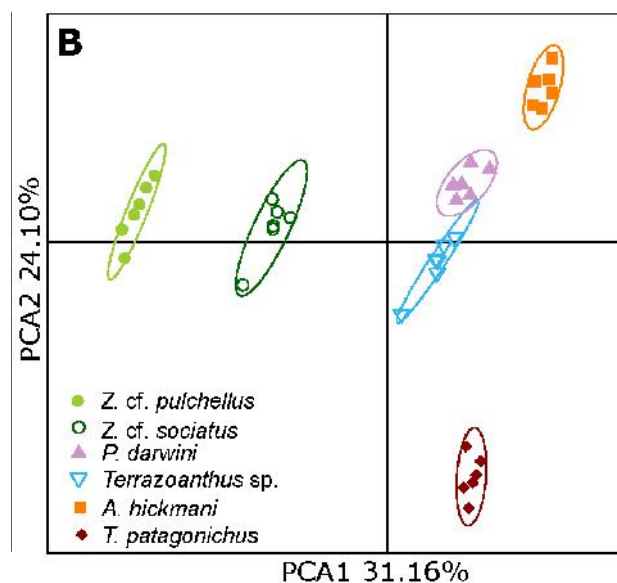 B
PCA2 24.10%
Z. cf. pulchellus
Z. cf. sociatus
P. darwini
Terrazoanthus sp.
A. hickmani
T. patagonichus
PCA1 31.16%